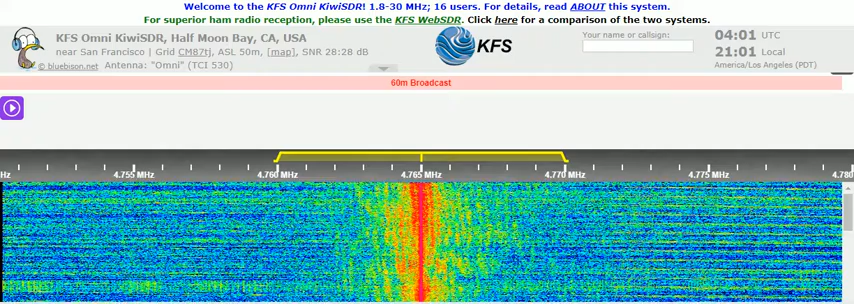 Welcome to the KFS Omni KiwiSDR! 1.8-30 MHz; 16 users. For details, read ABOUT this system.
For superior ham radio reception, please use the KFS WebSDR. Click here for a comparison of the two systems.
KFS Omni KiwiSDR, Half Moon Bay, CA, USA
near San Francisco | Grid CM87tj, ASL 50m, [map], SNR 28:28 dB
© bluebison.net Antenna: "Omni" (TCI 530)
KFS
Your name or callsign:
04:01 UTC
21:01 Local
America/Los Angeles (PDT)
60m Broadcast
Hz 4.755 MHz 4.760 MHz 4.765 MHz 4.770 MHz 4.775 MHz 4.780